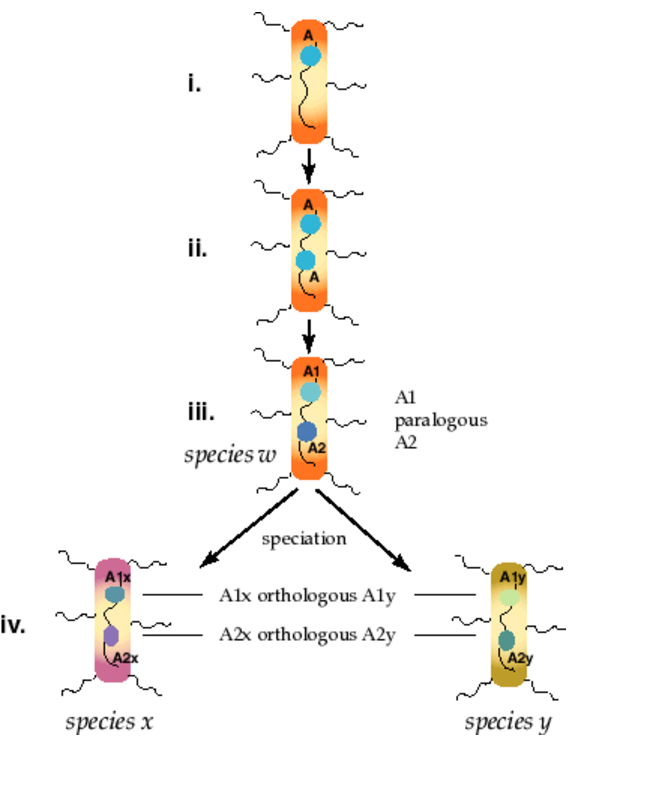 A
i.
A
ii.
A
A1
iii.
A1
paralogous
A2
A2
species w
speciation
A1x
A1y
A1x orthologous A1y
iv.
A2x orthologous A2y
A2x
A2y
species x
species y